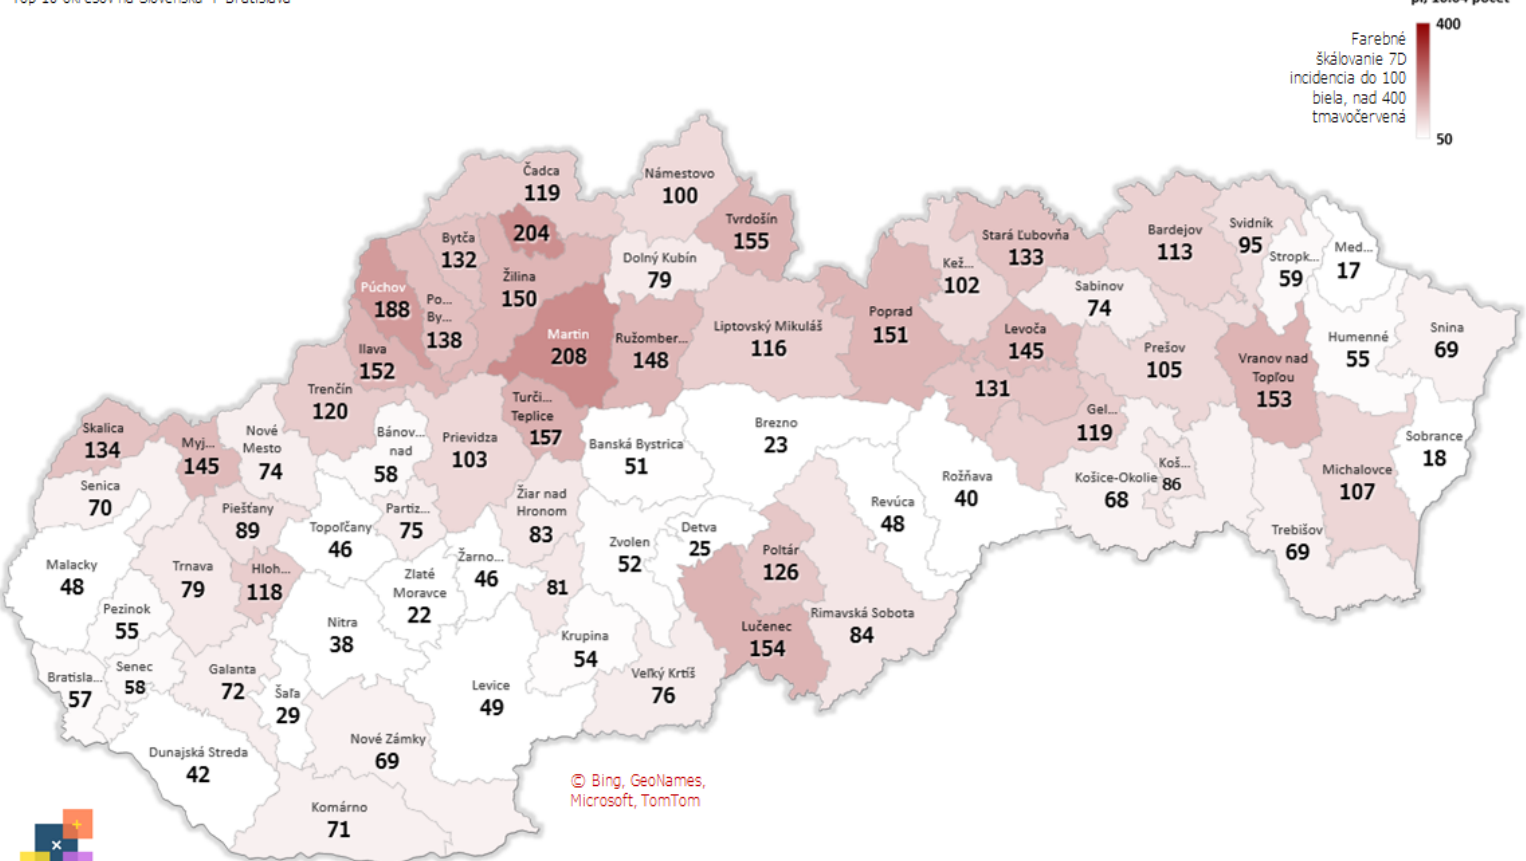 Top 10 okresov na Slovensku + Bratislava
400
Farebné
škálovanie 7D
incidencia do 100
biela, nad 400
tmavočervená
50
Čadca
119
Námestovo
100
204
Tvrdošín
155
Bytča
132
Dolný Kubín
79
Žilina
150
Púchov
188
Po...
By...
138
Martin
208
Ružomber...
148
Liptovský Mikuláš
116
Ilava
152
Poprad
151
Kež...
102
Stará Ľubovňa
133
Bardejov
113
Svidník
95
Stropk...
59
Med...
17
Sabinov
74
Levoča
145
Prešov
105
Vranov nad
Topľou
153
Humenné
55
Snina
69
131
Gel...
119
Trenčín
120
Turči...
Teplice
157
Skalica
134
Myj...
145
Nové
Mesto
74
Bánov...
nad
58
Prievidza
103
Banská Bystrica
51
Brezno
23
Sobrance
18
Senica
70
Piešťany
89
Topoľčany
46
Partiz...
75
Žiar nad
Hronom
83
Revúca
48
Rožňava
40
Košice-Okolie
68
Koš...
86
Michalovce
107
Trebišov
69
Malacky
48
Trnava
79
Hloh...
118
Zlaté
Moravce
22
Žarno...
46
81
Zvolen
52
Detva
25
Poltár
126
Pezinok
55
Nitra
38
Krupina
54
Lučenec
154
Rimavská Sobota
84
Bratisla...
57
Senec
58
Galanta
72
Šaľa
29
Levice
49
Veľký Krtíš
76
Dunajská Streda
42
Nové Zámky
69
Komárno
71
© Bing, GeoNames,
Microsoft, TomTom